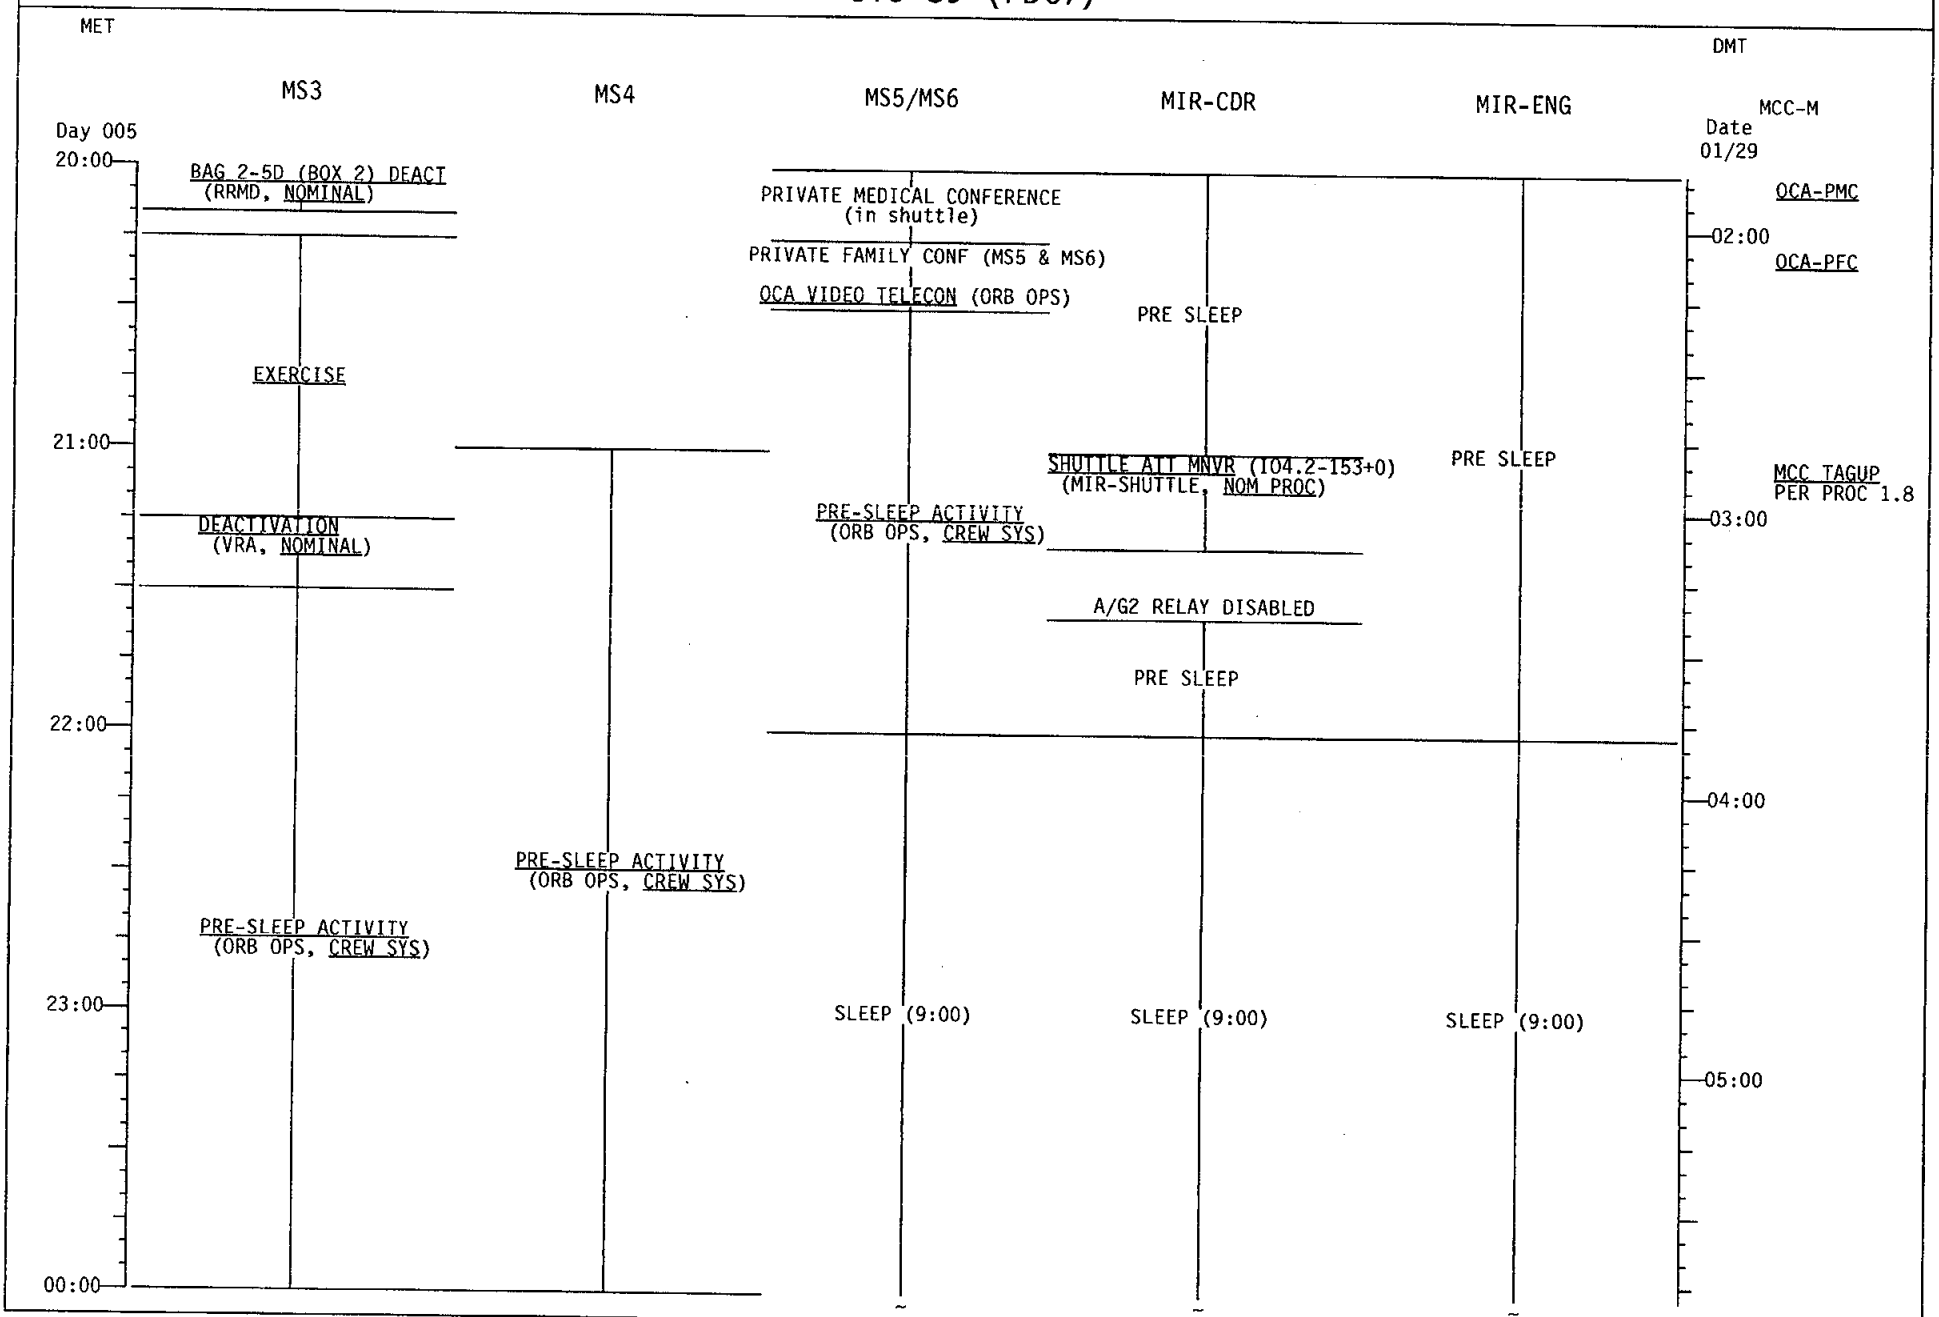 MET
DMT
MS3
MS4
MS5/MS6
MIR-CDR
MIR-ENG
MCC-M
Day 005
Date
01/29
20:00
BAG 2-5D (BOX 2) DEACT
(RRMD, NOMINAL)
PRIVATE MEDICAL CONFERENCE
(in shuttle)
OCA-PMC
02:00
PRIVATE FAMILY CONF (MS5 & MS6)
OCA-PFC
OCA VIDEO TELECON (ORB OPS)
PRE SLEEP
EXERCISE
21:00
SHUTTLE ATT MNVR (IO4.2-153+0)
(MIR-SHUTTLE, NOM PROC)
PRE SLEEP
MCC TAGUP
PER PROC 1.8
DEACTIVATION
(VRA, NOMINAL)
PRE-SLEEP ACTIVITY
(ORB OPS, CREW SYS)
03:00
A/G2 RELAY DISABLED
PRE SLEEP
22:00
04:00
PRE-SLEEP ACTIVITY
(ORB OPS, CREW SYS)
PRE-SLEEP ACTIVITY
(ORB OPS, CREW SYS)
23:00
SLEEP (9:00)
SLEEP (9:00)
SLEEP (9:00)
05:00
00:00
~
~
~